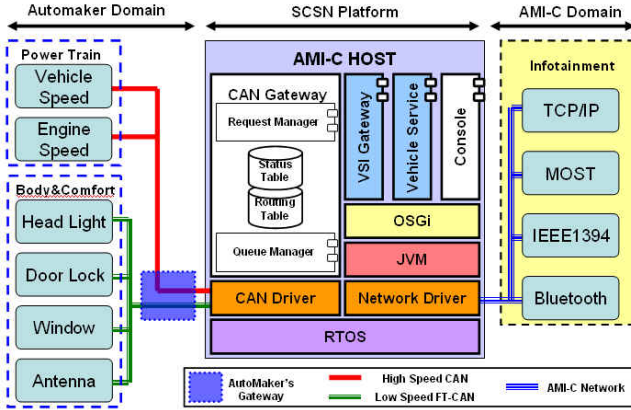 Automaker Domain
SCSN Platform
AMI-C Domain
Power Train
Vehicle
Speed
Engine
Speed
Body&Comfort
Head Light
Door Lock
Window
Antenna
AMI-C HOST
CAN Gateway
Request Manager
Status
Table
Routing
Table
Queue Manager
VSI Gateway
Vehicle Service
Console
OSGi
JVM
CAN Driver
Network Driver
RTOS
Infotainment
TCP/IP
MOST
IEEE1394
Bluetooth
AutoMaker's
Gateway
High Speed CAN
Low Speed FT-CAN
AMI-C Network